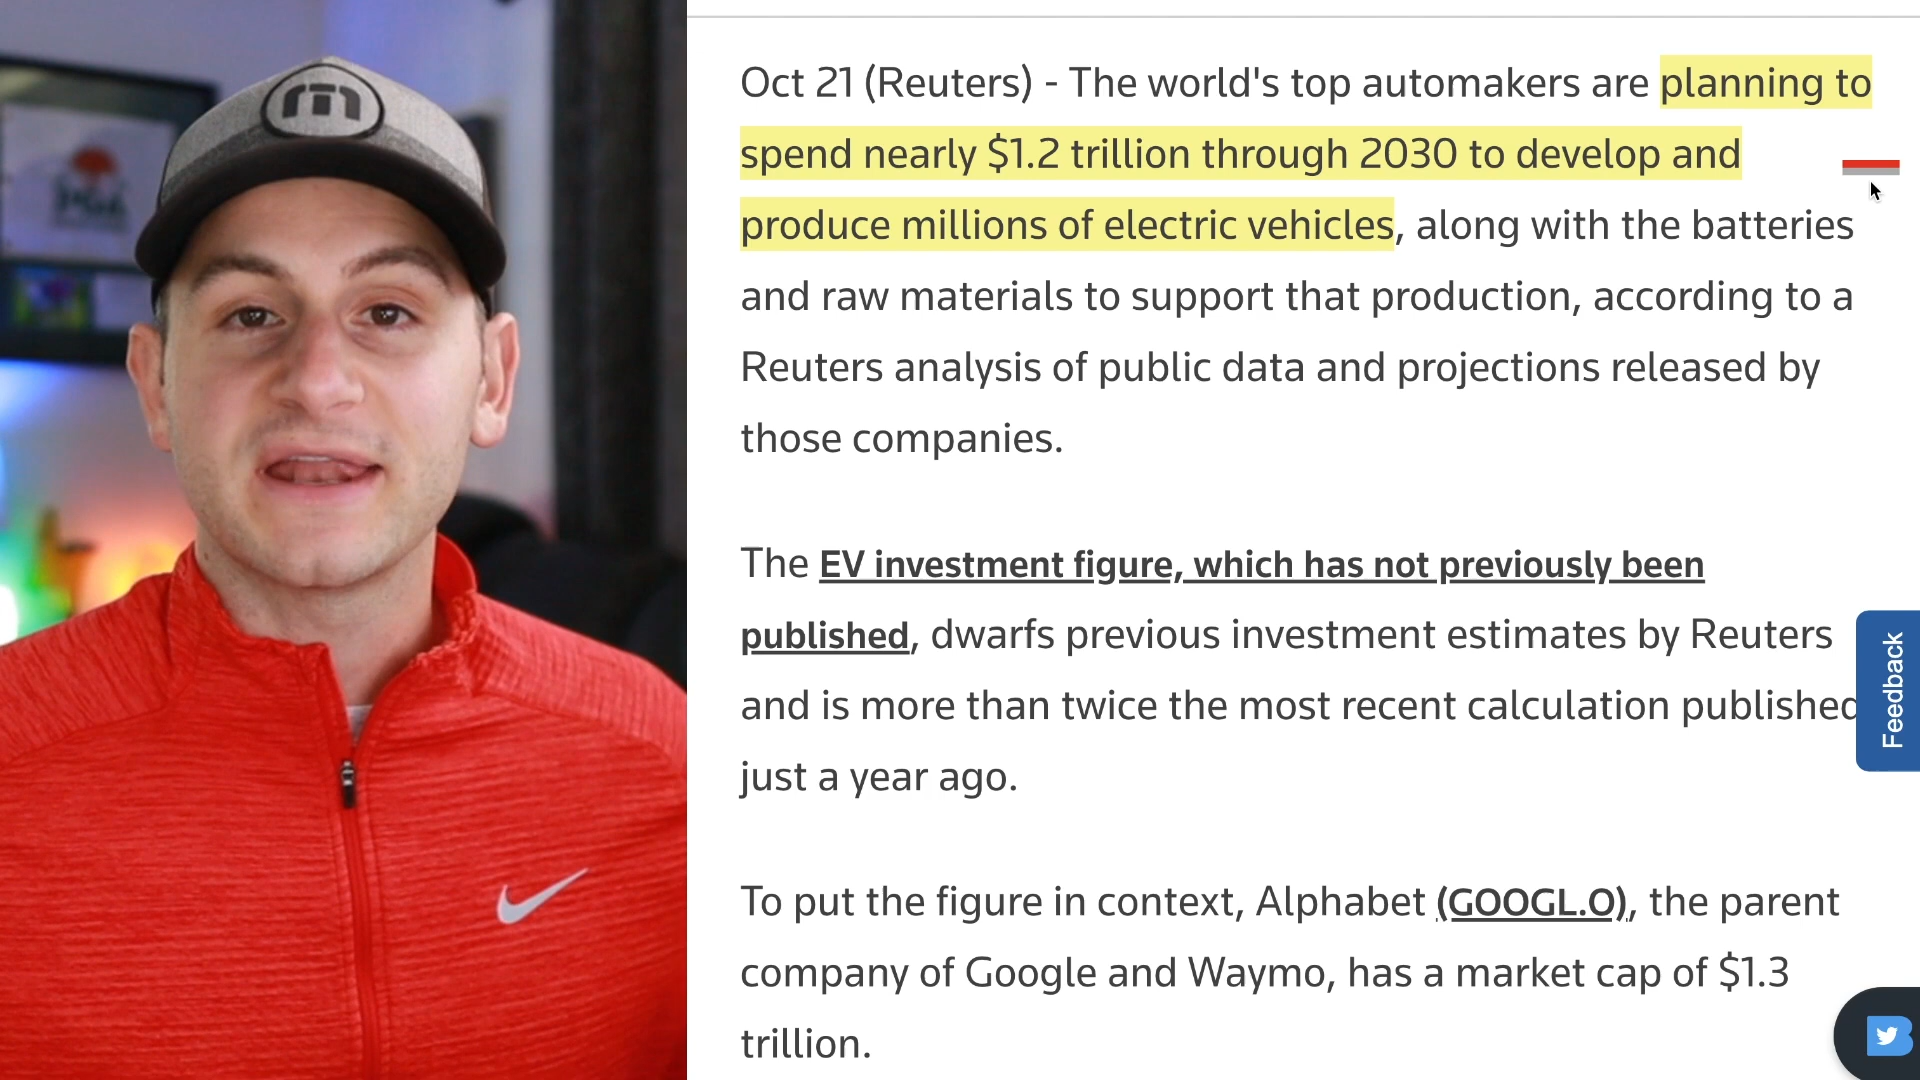 PGA
Oct 21 (Reuters) - The world's top automakers are planning to
spend nearly $1.2 trillion through 2030 to develop and
produce millions of electric vehicles, along with the batteries
and raw materials to support that production, according to a
Reuters analysis of public data and projections released by
those companies.
The EV investment figure, which has not previously been
published, dwarfs previous investment estimates by Reuters
and is more than twice the most recent calculation published
just a year ago.
To put the figure in context, Alphabet (GOOGL.O), the parent
company of Google and Waymo, has a market cap of $1.3
trillion.
Feedback